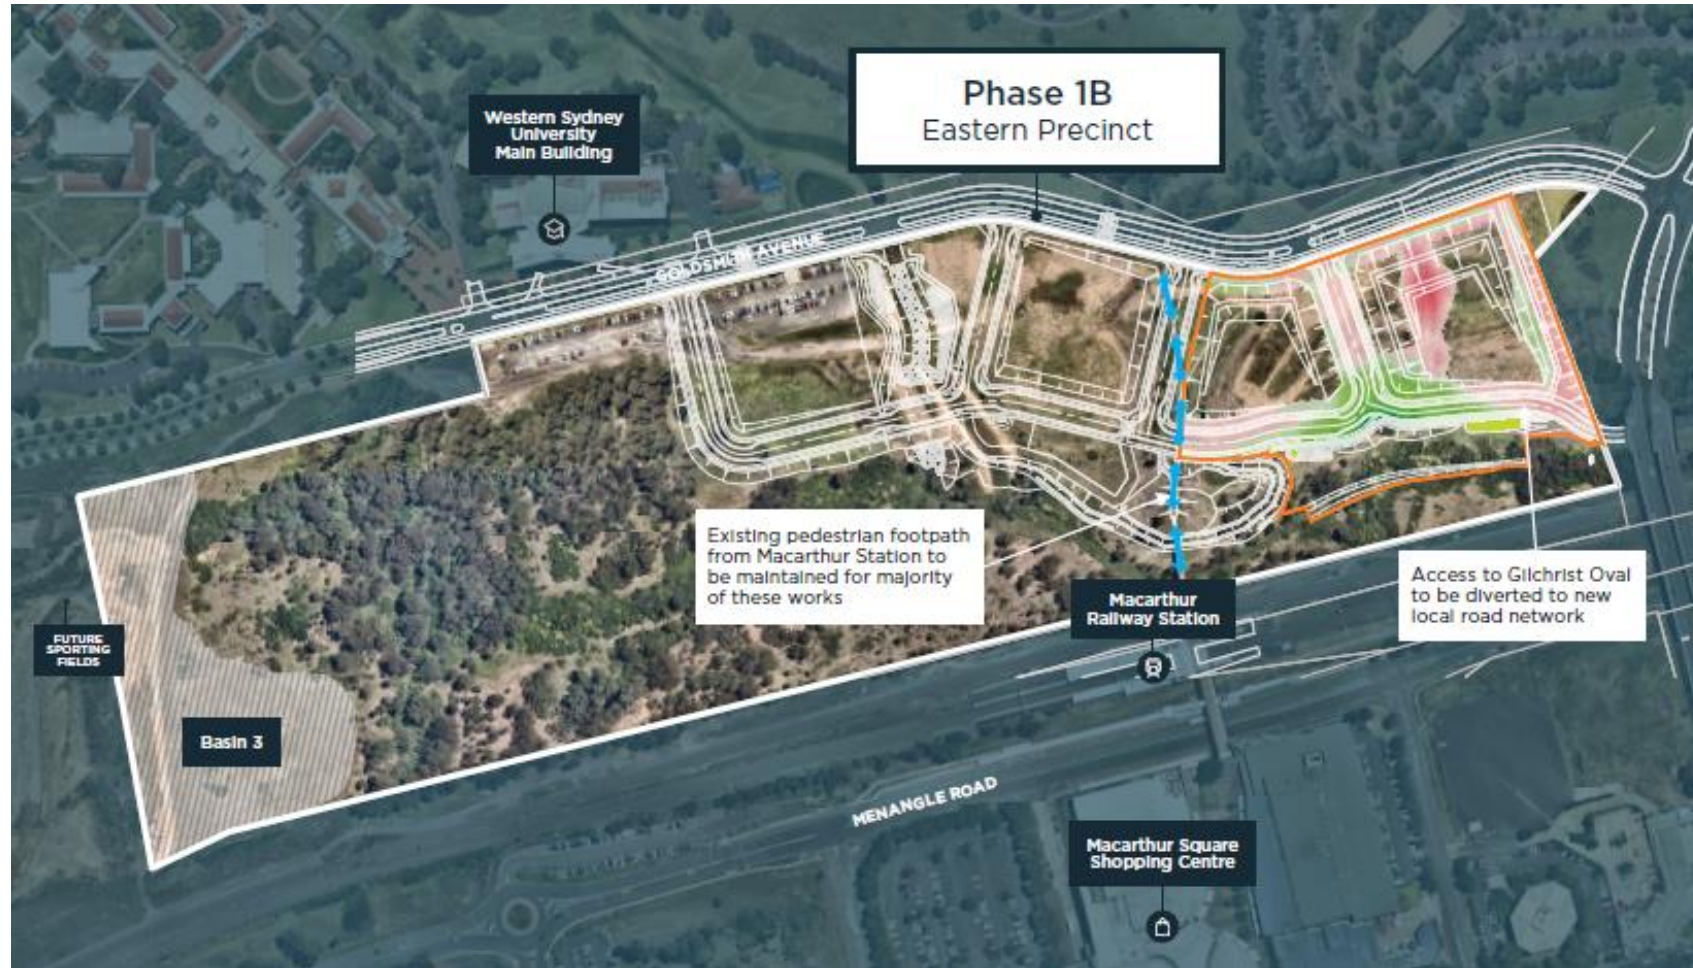 Phase 1B
Eastern Precinct
Western Sydney
University
Main Building
GOLDSMITH AVENUE
Existing pedestrian footpath
from Macarthur Station to
be maintained for majority
of these works
Macarthur
Railway Station
Access to Gilchrist Oval
to be diverted to new
local road network
FUTURE
SPORTING
FIELDS
Basin 3
MENANGLE ROAD
Macarthur Square
Shopping Centre